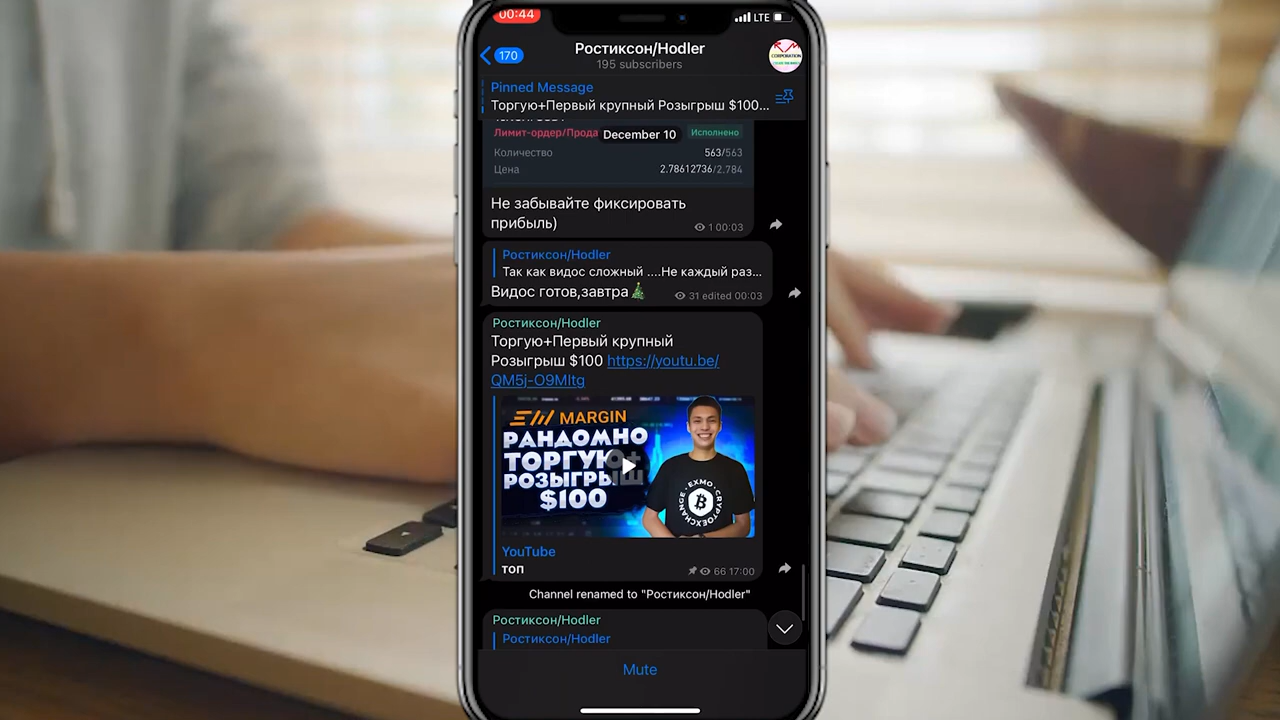 00:44
LTE
170
Ростиксон/Hodler
195 subscribers
CORPORATION
Pinned Message
Торгую+Первый крупный Розыгрыш $100...
Лимит-ордер/Прода
December 10
Исполнено
Количество
563/563
Цена
2.78612736/2.784
Не забывайте фиксировать
прибыль)
1 00:03
Ростиксон/Hodler
Так как видос сложный ....Не каждый раз...
Видос готов,завтра🎄
31 edited 00:03
Ростиксон/Hodler
Торгую+Первый крупный
Розыгрыш $100 https://youtu.be/
QM5j-O9MItg
MARGIN
РАНДОМНО
ТОРГУЮ+
РОЗЫГРЫШ
$100
EXMO • CRYPTOEXCHANGE •
YouTube
топ
66 17:00
Channel renamed to "Ростиксон/Hodler"
Ростиксон/Hodler
Ростиксон/Hodler
Mute